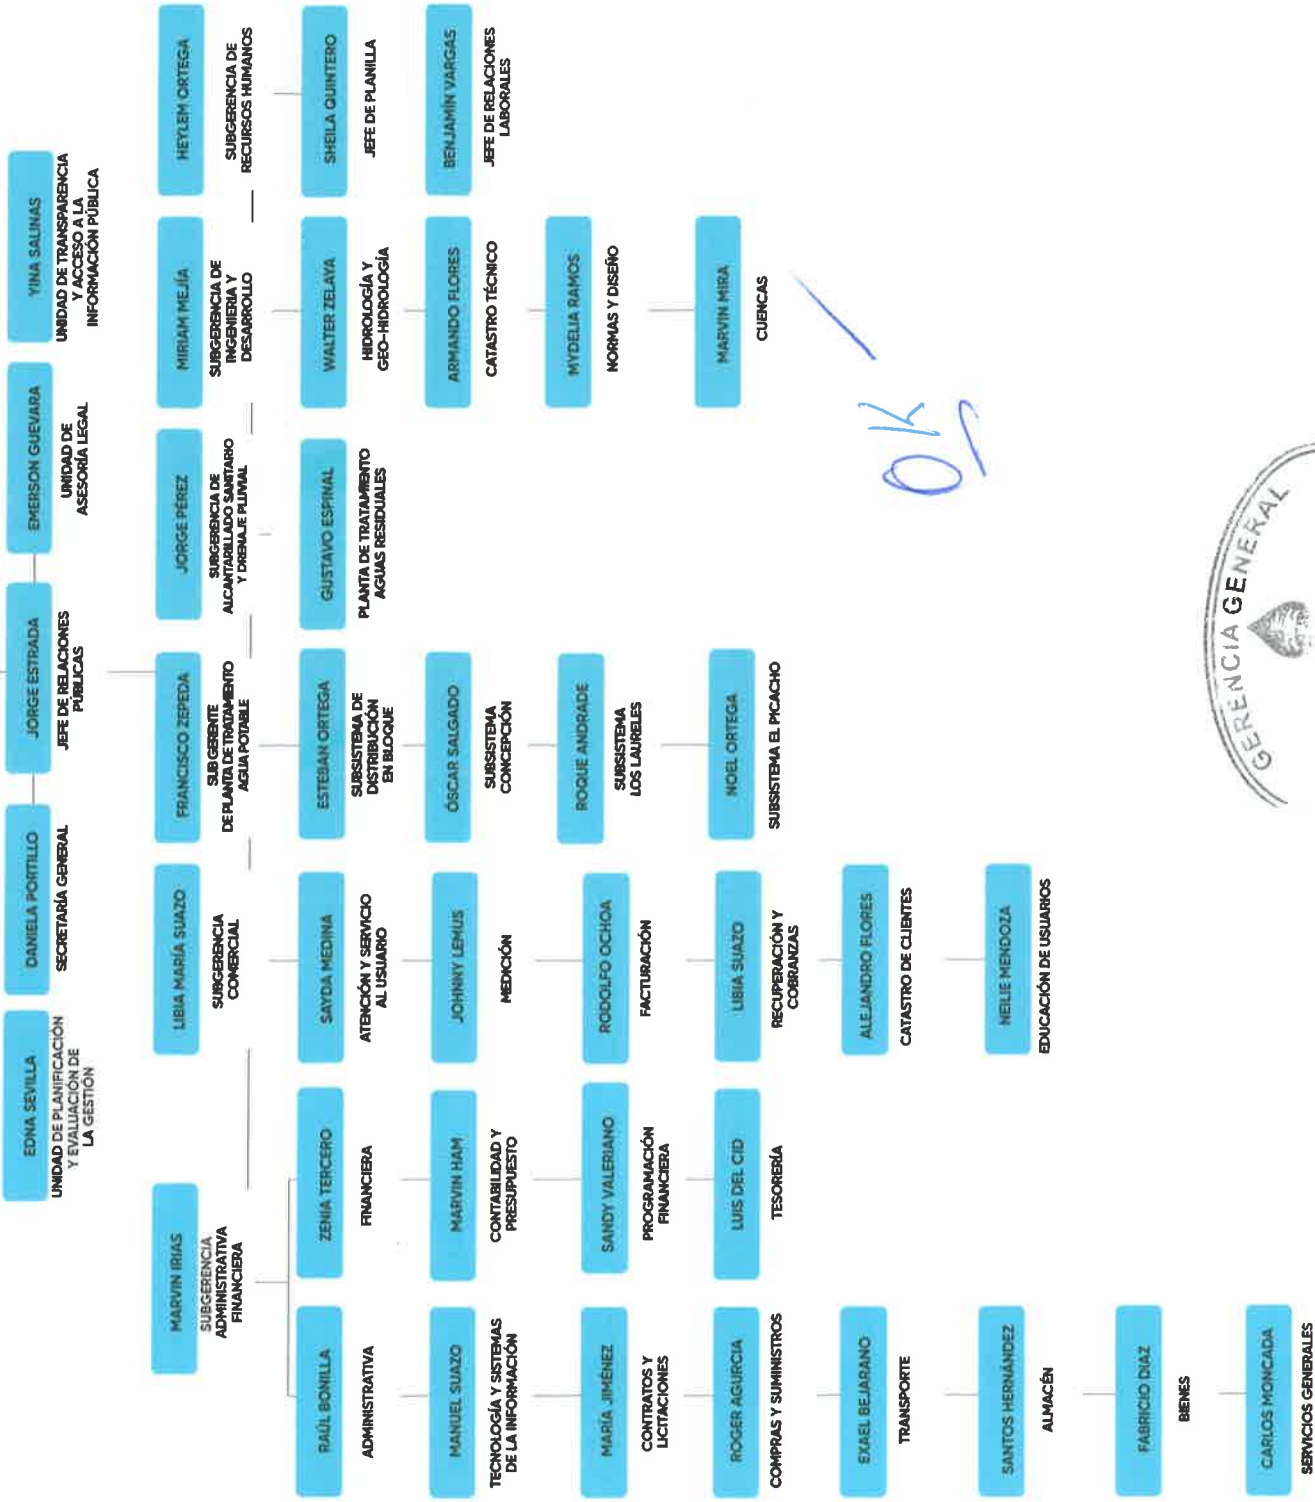 EDNA SEVILLA
UNIDAD DE PLANIFICACIÓN
Y EVALUACIÓN DE
LA GESTIÓN
DANIELA PORTILLO
SECRETARÍA GENERAL
JORGE ESTRADA
JEFE DE RELACIONES
PÚBLICAS
EMERSON GUEVARA
UNIDAD DE
ASESORÍA LEGAL
YINA SALINAS
UNIDAD DE TRANSPARENCIA
Y ACCESO A LA
INFORMACIÓN PÚBLICA
MARVIN IRIAS
SUBGERENCIA
ADMINISTRATIVA
FINANCIERA
LIBIA MARÍA SUAZO
SUBGERENCIA
COMERCIAL
FRANCISCO ZEPEDA
SUB GERENTE
DE PLANTA DE TRATAMIENTO
AGUA POTABLE
JORGE PÉREZ
SUBGERENCIA DE
ALCANTARILLADO SANITARIO
Y DRENAJE PLUVIAL
MIRIAM MEJÍA
SUBGERENCIA DE
INGENIERIA Y
DESARROLLO
HEYLEM ORTEGA
SUBGERENCIA DE
RECURSOS HUMANOS
RAÚL BONILLA
ADMINISTRATIVA
ZENIA TERCERO
FINANCIERA
SAYDA MEDINA
ATENCIÓN Y SERVICIO
AL USUARIO
ESTEBAN ORTEGA
SUBSISTEMA DE
DISTRIBUCIÓN
EN BLOQUE
GUSTAVO ESPINAL
PLANTA DE TRATAMIENTO
AGUAS RESIDUALES
WALTER ZELAYA
HIDROLOGÍA Y
GEO-HIDROLOGÍA
SHEILA QUINTERO
JEFE DE PLANILLA
MANUEL SUAZO
TECNOLOGÍA Y SISTEMAS
DE LA INFORMACIÓN
MARVIN HAM
CONTABILIDAD Y
PRESUPUESTO
JOHNNY LEMUS
MEDICIÓN
ÓSCAR SALGADO
SUBSISTEMA
CONCEPCIÓN
ARMANDO FLORES
CATASTRO TÉCNICO
BENJAMÍN VARGAS
JEFE DE RELACIONES
LABORALES
MARÍA JIMÉNEZ
CONTRATOS Y
LICITACIONES
SANDY VALERIANO
PROGRAMACIÓN
FINANCIERA
RODOLFO OCHOA
FACTURACIÓN
ROQUE ANDRADE
SUBSISTEMA
LOS LAURELES
MYDELIA RAMOS
NORMAS Y DISEÑO
ROGER AGURCIA
COMPRAS Y SUMINISTROS
LUIS DEL CID
TESORERÍA
LIBIA SUAZO
RECUPERACIÓN Y
COBRANZAS
NOEL ORTEGA
SUBSISTEMA EL PICACHO
MARVIN MIRA
CUENCAS
EXAEL BEJARANO
TRANSPORTE
ALEJANDRO FLORES
CATASTRO DE CLIENTES
SANTOS HERNÁNDEZ
ALMACÉN
NEILIE MENDOZA
EDUCACIÓN DE USUARIOS
FABRICIO DIAZ
BIENES
CARLOS MONCADA
SERVICIOS GENERALES
OK
GERENCIA GENERAL